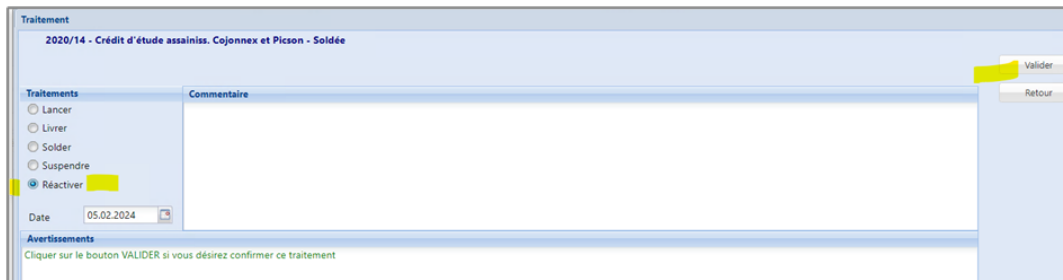 Traitement
2020/14 - Crédit d'étude assainiss. Cojonnex et Picson - Soldée
Valider
Retour
Traitements
Commentaire
Lancer
Livrer
Solder
Suspendre
Réactiver
Date 05.02.2024
Avertissements
Cliquer sur le bouton VALIDER si vous désirez confirmer ce traitement